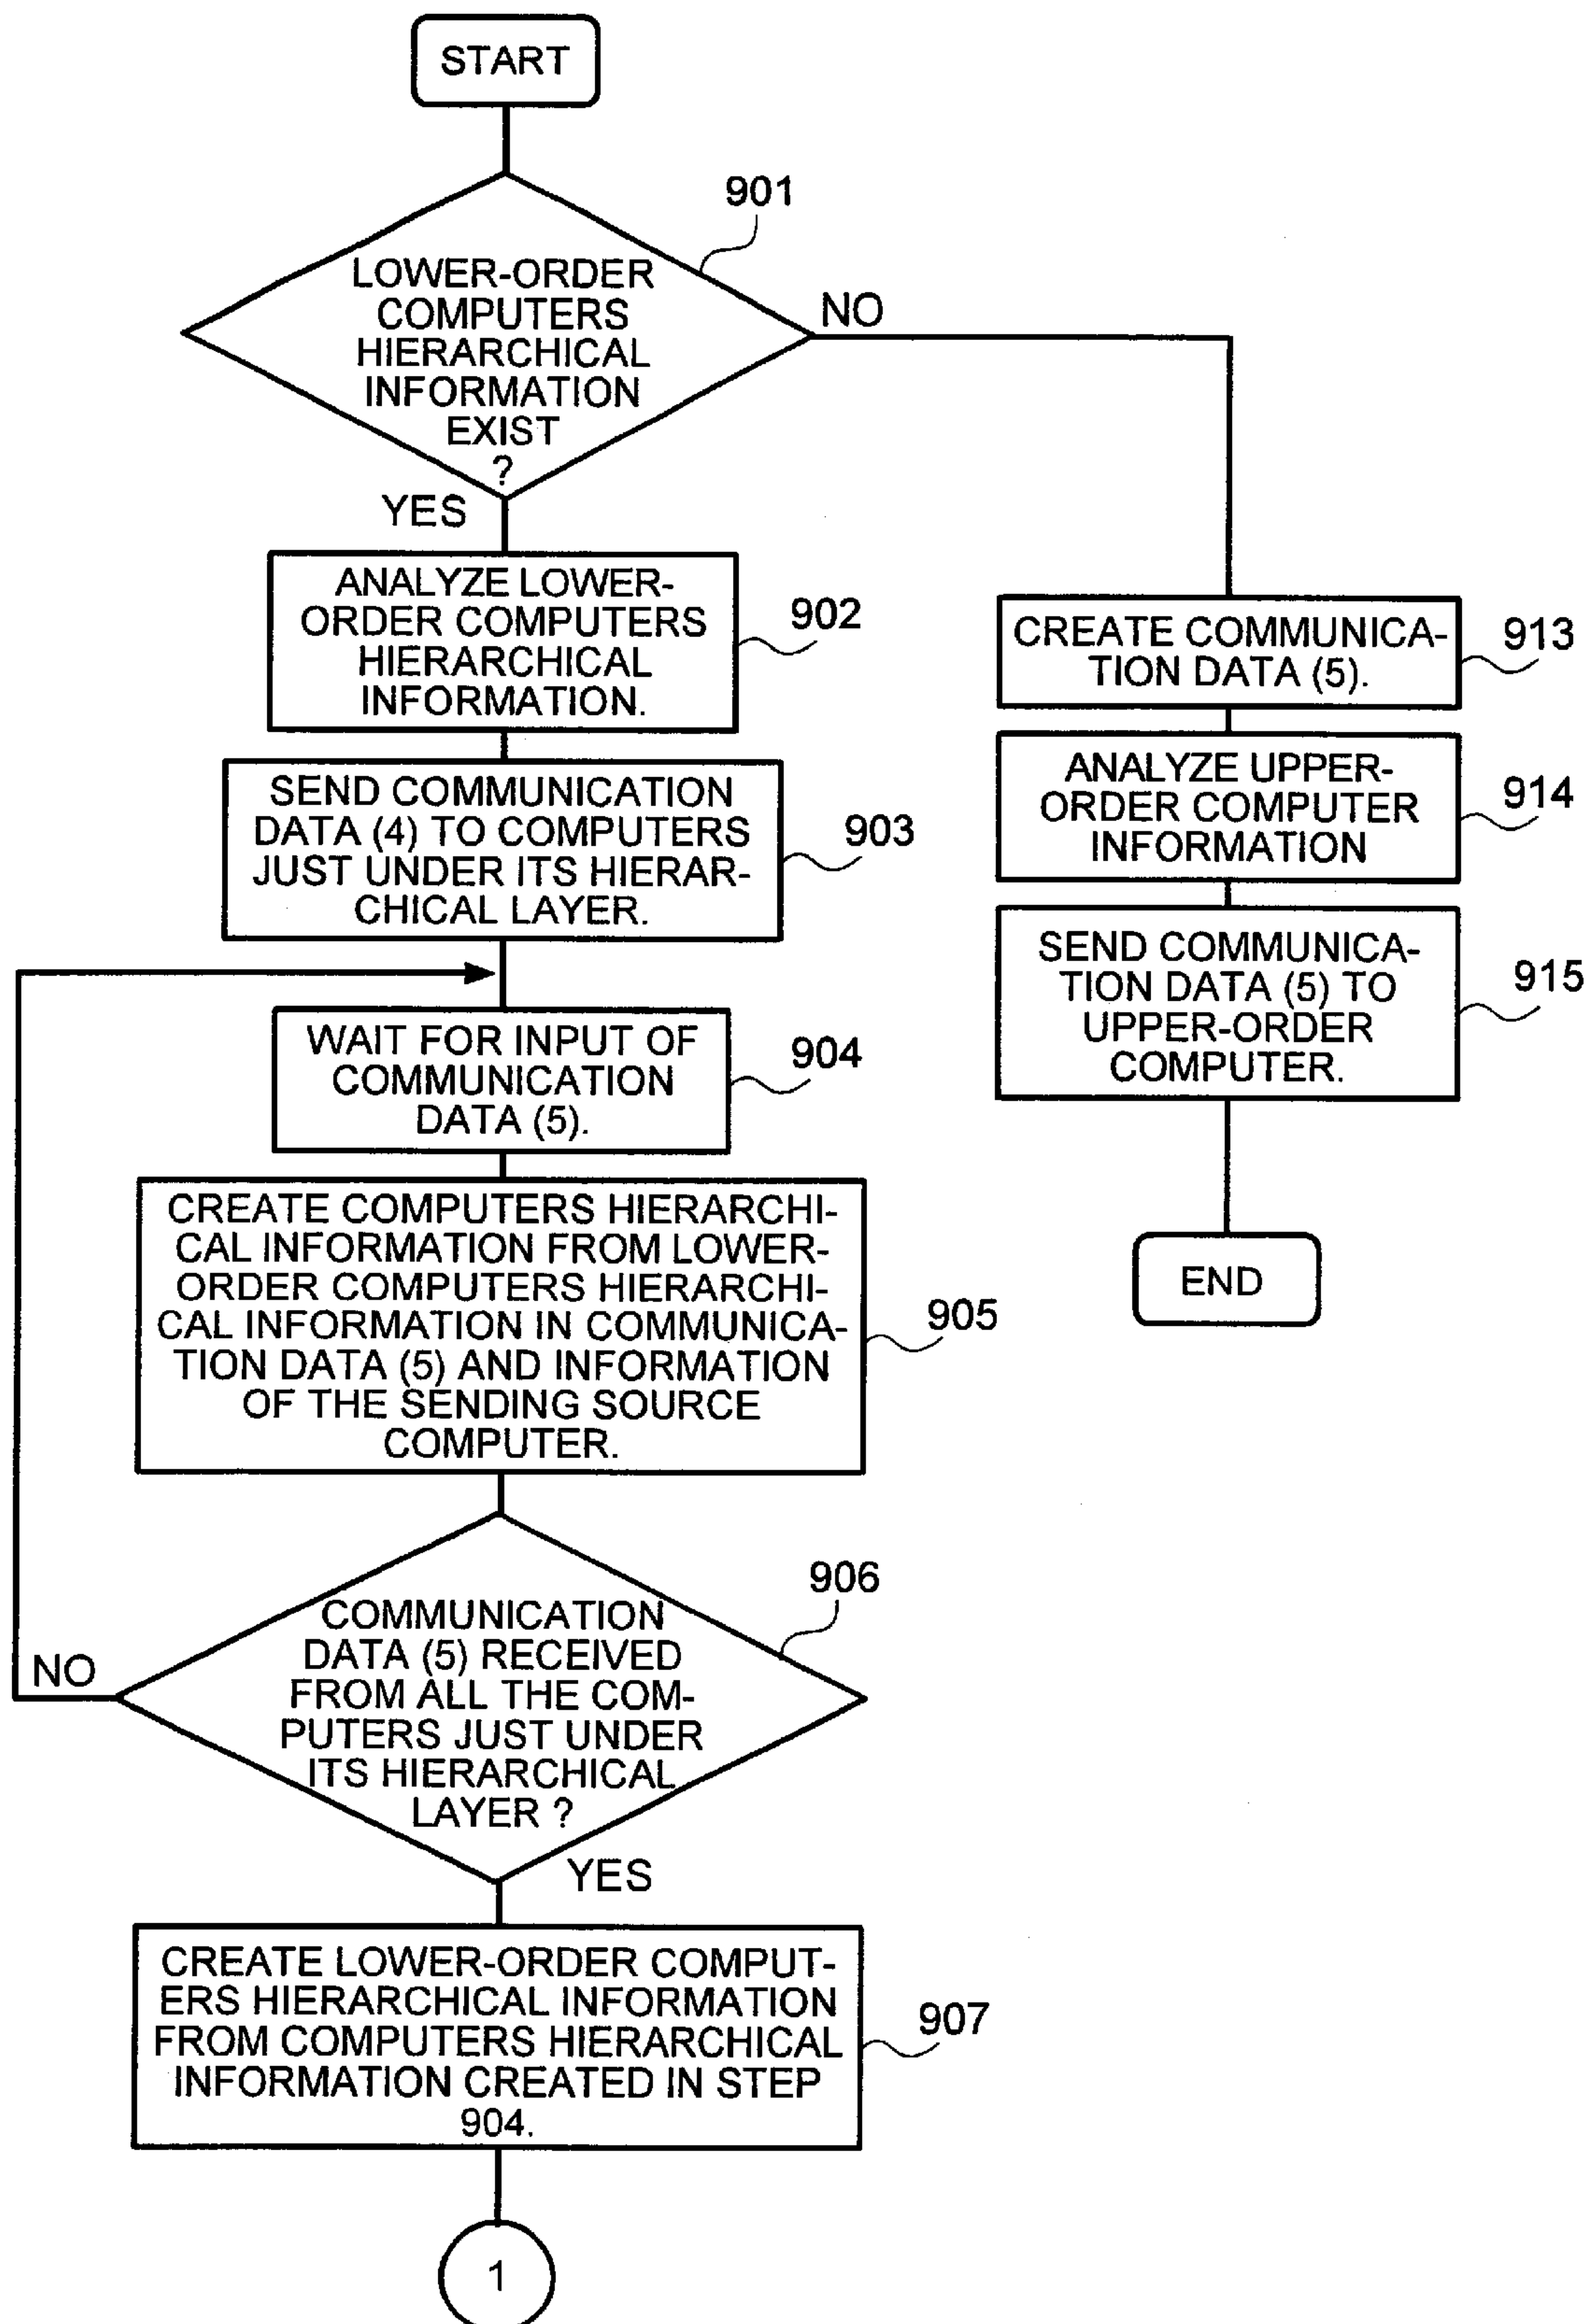 START
901
LOWER-ORDER
COMPUTERS
HIERARCHICAL
INFORMATION
EXIST
?
NO
YES
ANALYZE LOWER-
ORDER COMPUTERS
HIERARCHICAL
INFORMATION.
902
SEND COMMUNICATION
DATA (4) TO COMPUTERS
JUST UNDER ITS HIERAR-
CHICAL LAYER.
903
WAIT FOR INPUT OF
COMMUNICATION
DATA (5).
904
CREATE COMPUTERS HIERARCHI-
CAL INFORMATION FROM LOWER-
ORDER COMPUTERS HIERARCHI-
CAL INFORMATION IN COMMUNICA-
TION DATA (5) AND INFORMATION
OF THE SENDING SOURCE
COMPUTER.
905
906
COMMUNICATION
DATA (5) RECEIVED
FROM ALL THE COM-
PUTERS JUST UNDER
ITS HIERARCHICAL
LAYER ?
NO
YES
CREATE LOWER-ORDER COMPUT-
ERS HIERARCHICAL INFORMATION
FROM COMPUTERS HIERARCHICAL
INFORMATION CREATED IN STEP
904.
907
1
CREATE COMMUNICA-
TION DATA (5).
913
ANALYZE UPPER-
ORDER COMPUTER
INFORMATION
914
SEND COMMUNICA-
TION DATA (5) TO
UPPER-ORDER
COMPUTER.
915
END